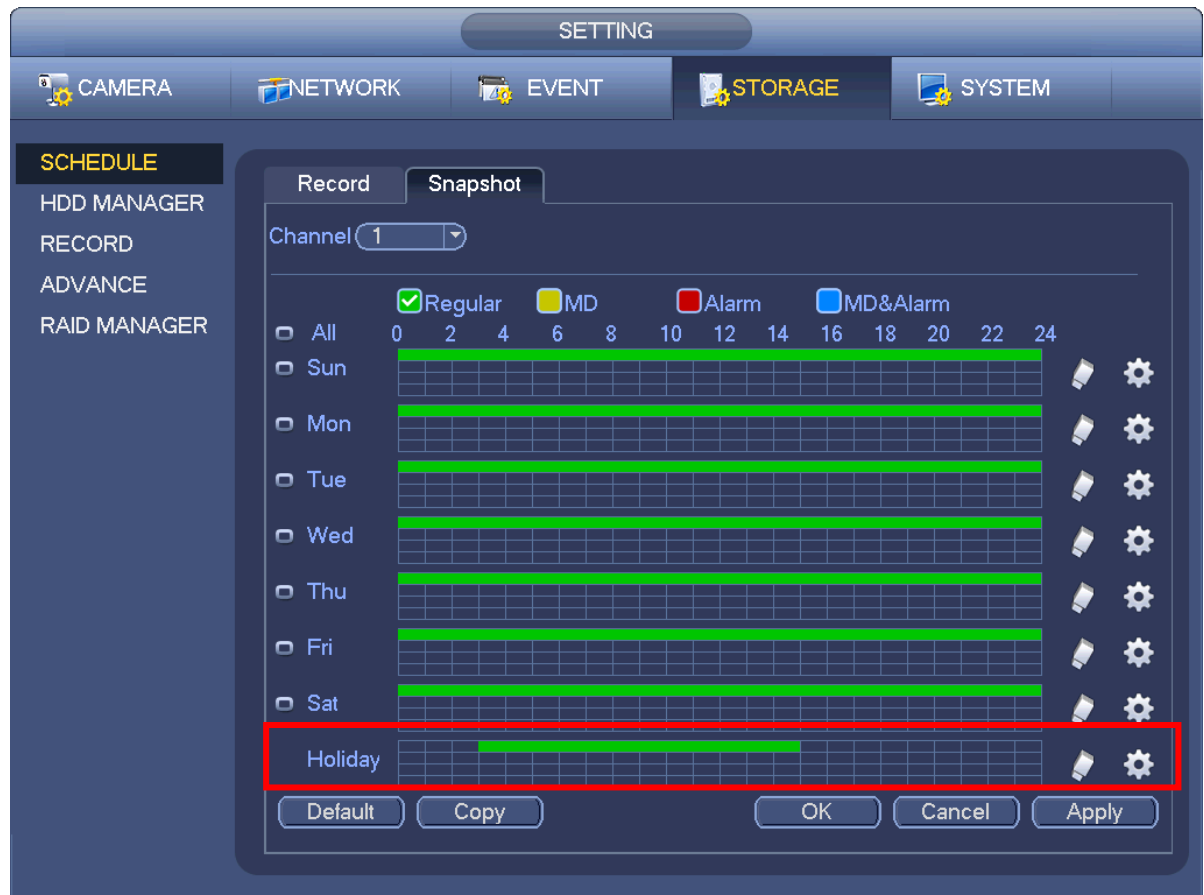 SETTING
CAMERA NETWORK EVENT STORAGE SYSTEM
SCHEDULE
HDD MANAGER
RECORD
ADVANCE
RAID MANAGER
Record Snapshot
Channel 1
Regular MD Alarm MD&Alarm
All 0 2 4 6 8 10 12 14 16 18 20 22 24
Sun
Mon
Tue
Wed
Thu
Fri
Sat
Holiday
Default Copy OK Cancel Apply